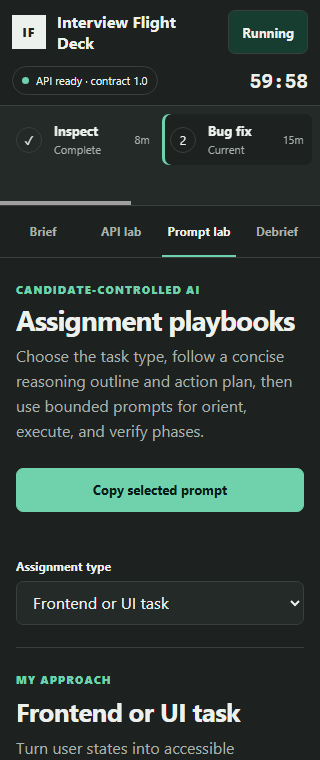 IF
Interview Flight
Deck
Running
API ready · contract 1.0
59:58
✓
Inspect
Complete
8m
2
Bug fix
Current
15m
Brief
API lab
Prompt lab
Debrief
CANDIDATE-CONTROLLED AI
Assignment playbooks
Choose the task type, follow a concise
reasoning outline and action plan, then
use bounded prompts for orient,
execute, and verify phases.
Copy selected prompt
Assignment type
Frontend or UI task
MY APPROACH
Frontend or UI task
Turn user states into accessible